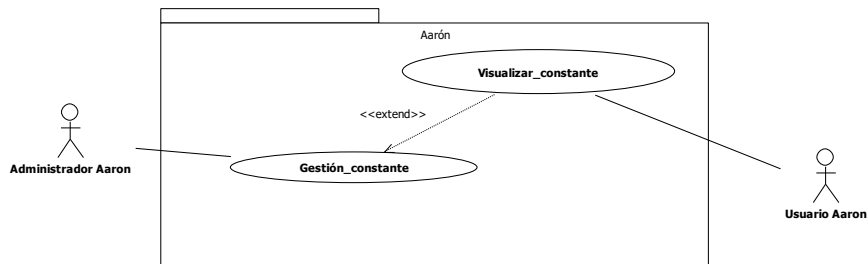 Aarón
Visualizar_constante
<<extend>>
Administrador Aaron
Gestión_constante
Usuario Aaron